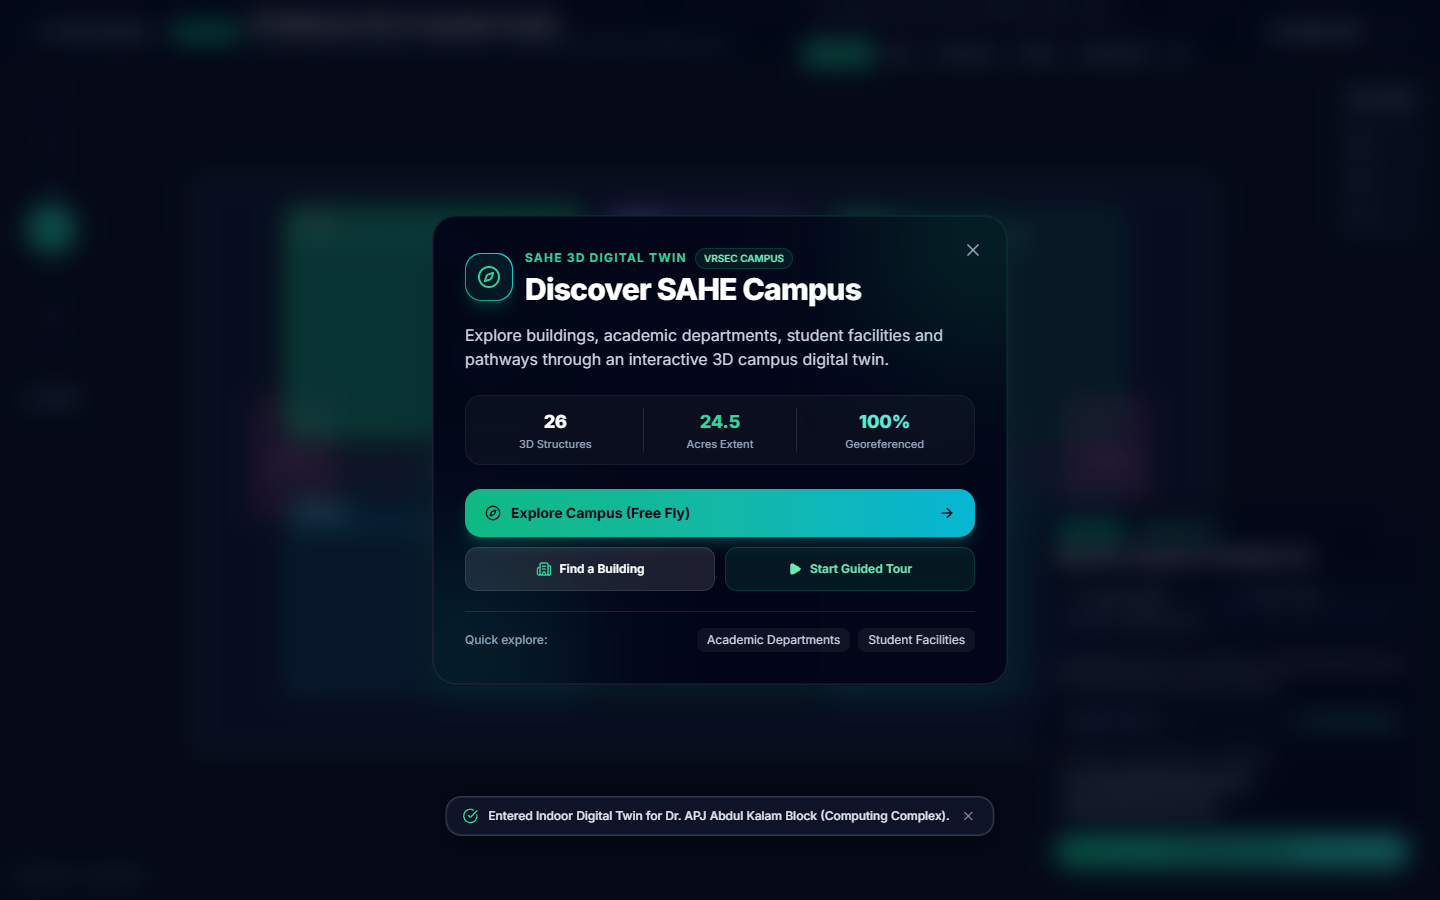 SAHE 3D DIGITAL TWIN VRSEC CAMPUS
Discover SAHE Campus
Explore buildings, academic departments, student facilities and
pathways through an interactive 3D campus digital twin.
26 24.5 100%
3D Structures Acres Extent Georeferenced
Explore Campus (Free Fly)
Find a Building Start Guided Tour
Quick explore: Academic Departments Student Facilities
Entered Indoor Digital Twin for Dr. APJ Abdul Kalam Block (Computing Complex).